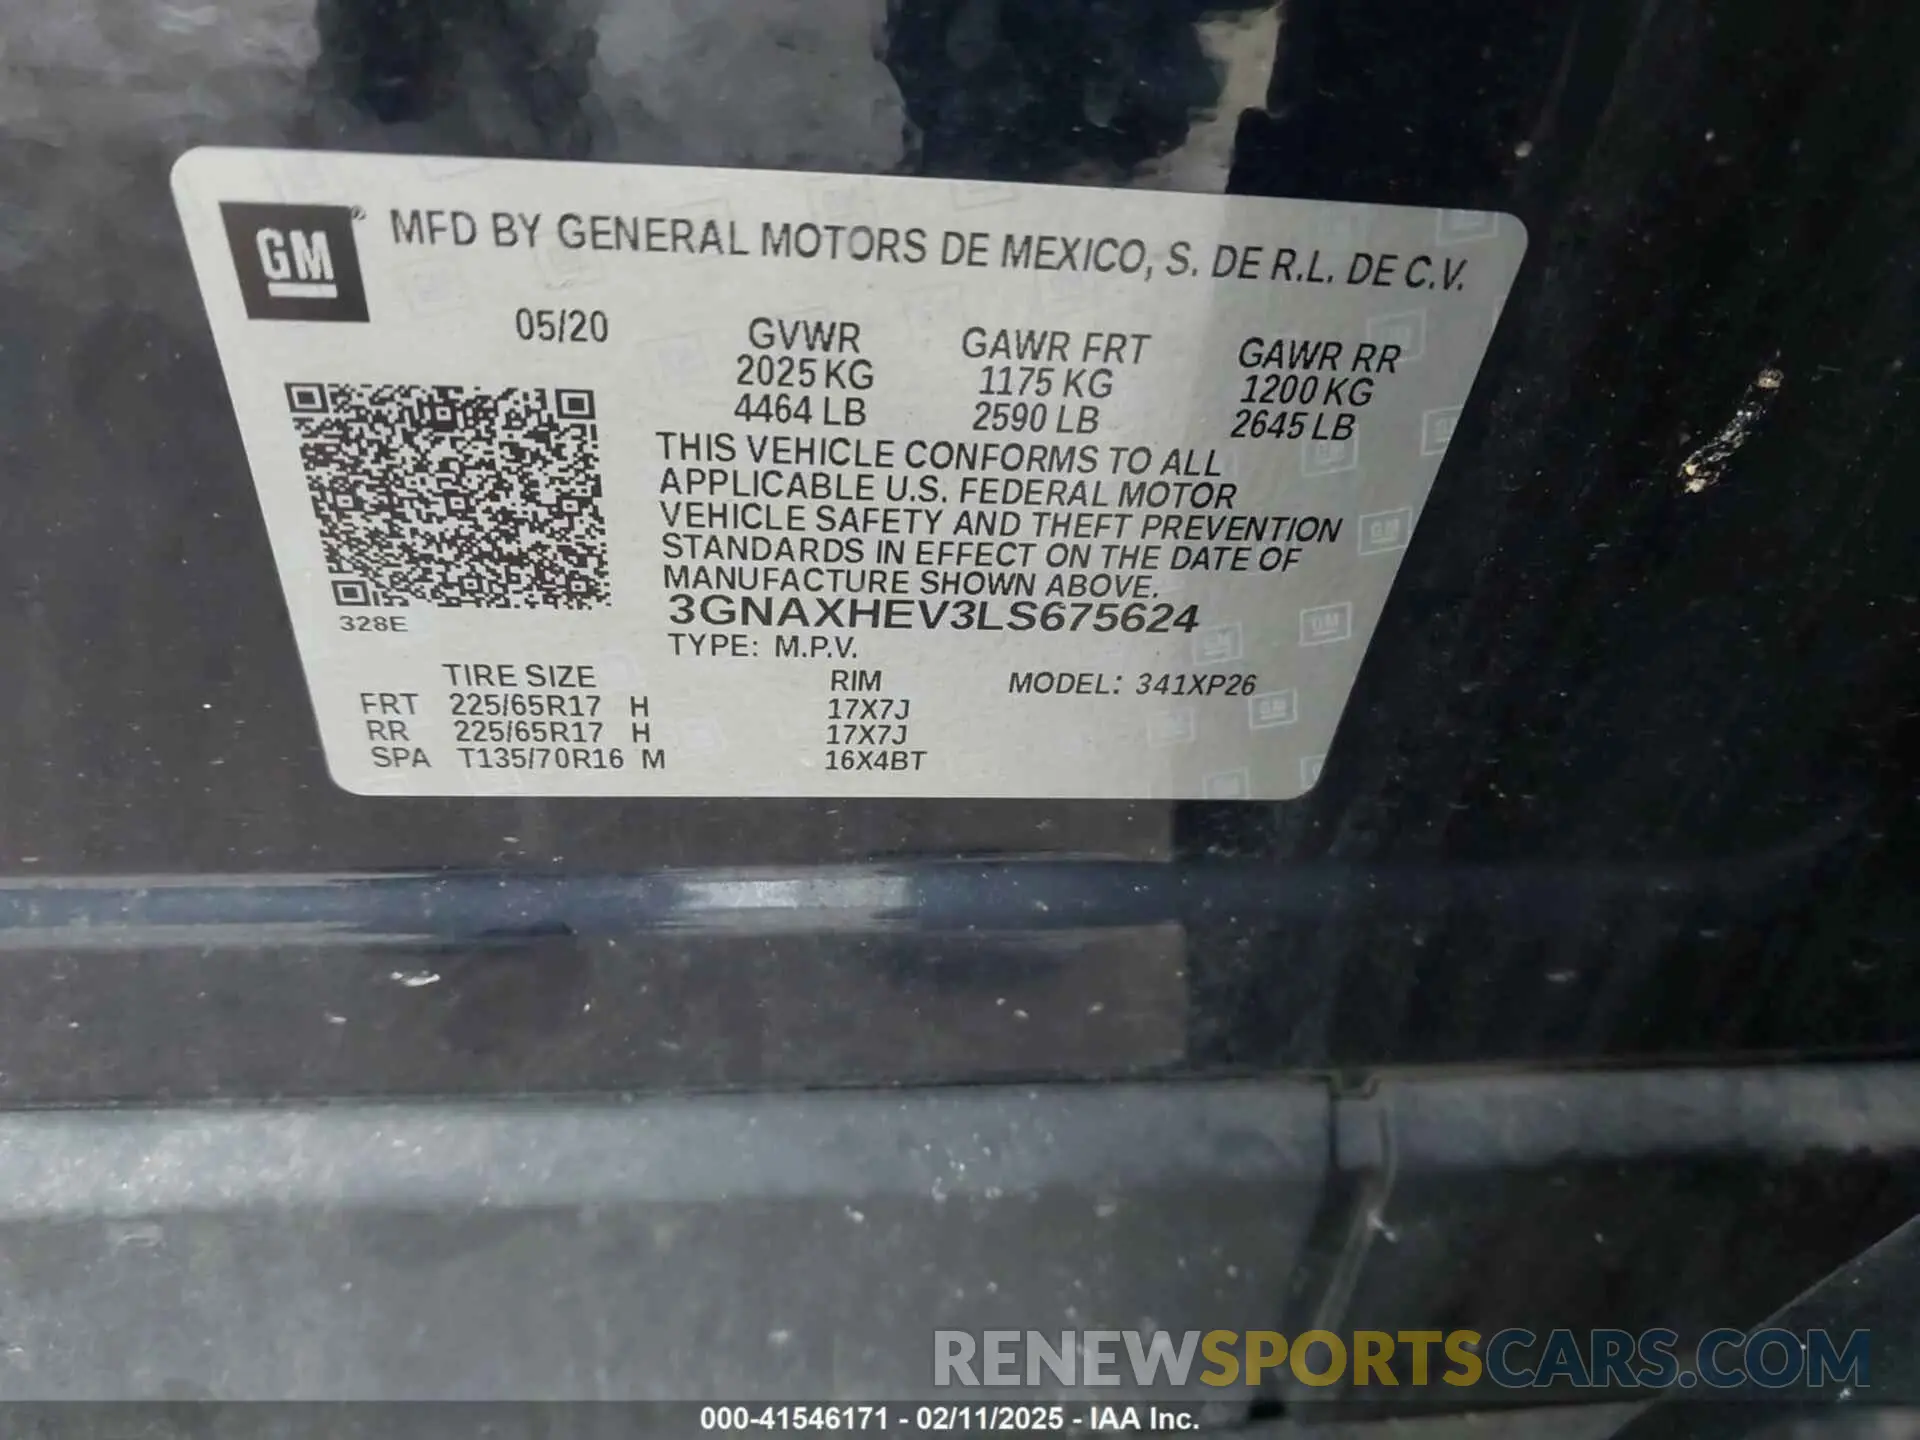 GM ® MFD BY GENERAL MOTORS DE MEXICO, S. DE R.L. DE C.V.
05/20 GVWR GAWR FRT GAWR RR
2025 KG 1175 KG 1200 KG
4464 LB 2590 LB 2645 LB
THIS VEHICLE CONFORMS TO ALL
APPLICABLE U.S. FEDERAL MOTOR
VEHICLE SAFETY AND THEFT PREVENTION
STANDARDS IN EFFECT ON THE DATE OF
MANUFACTURE SHOWN ABOVE.
3GNAXHEV3LS675624
328E
TYPE: M.P.V.
TIRE SIZE RIM MODEL: 341XP26
FRT 225/65R17 H 17X7J
RR 225/65R17 H 17X7J
SPA T135/70R16 M 16X4BT
RENEWSPORTSCARS.COM
000-41546171 - 02/11/2025 - IAA Inc.